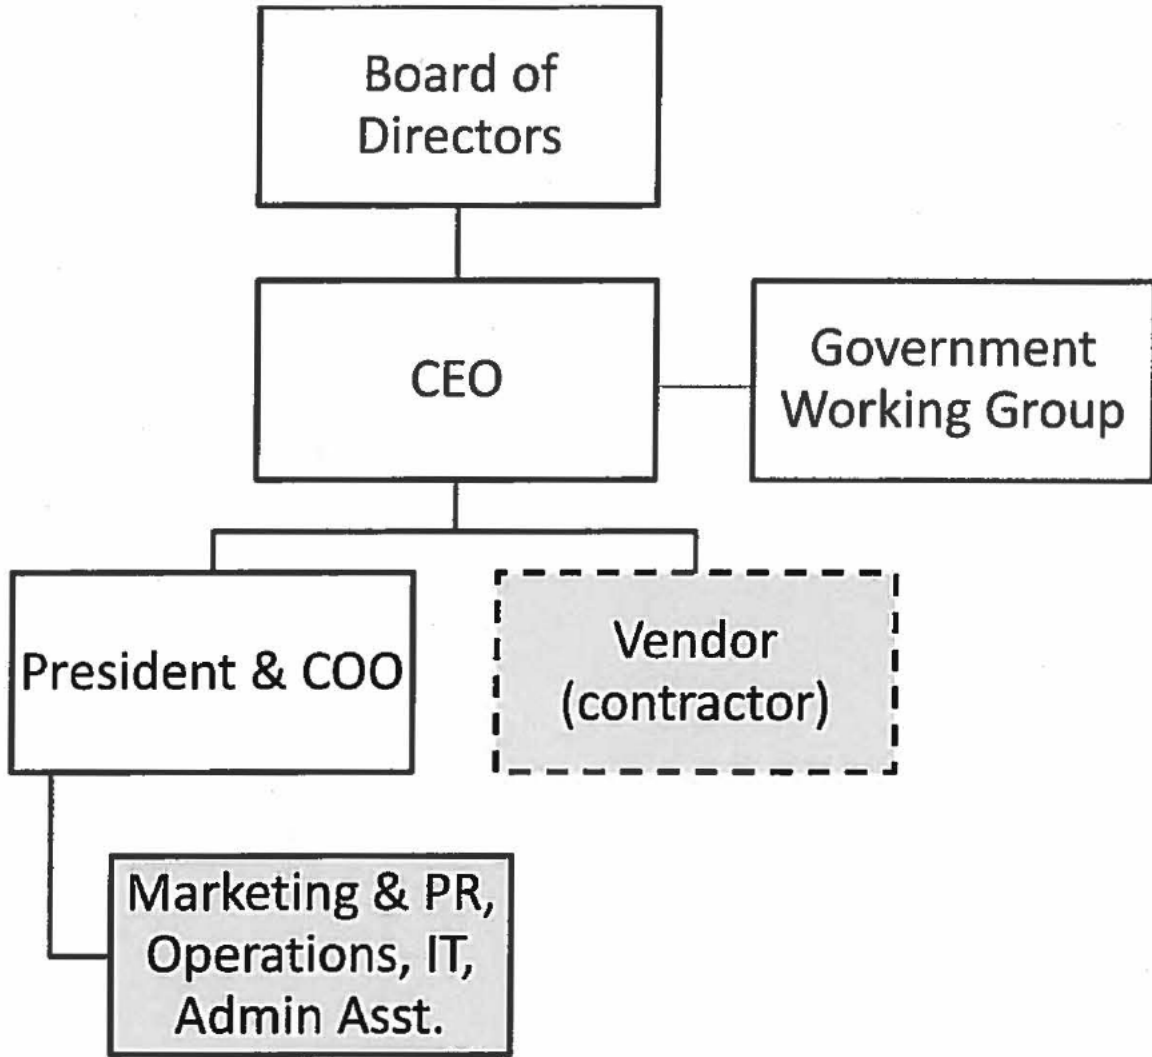 Board of
Directors
CEO
Government
Working Group
President & COO
Vendor
(contractor)
Marketing & PR,
Operations, IT,
Admin Asst.